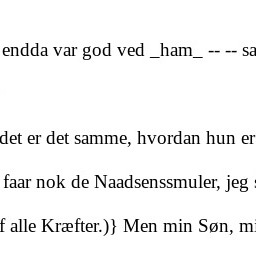 endda var god ved _ham_ -- -- sa
det er det samme, hvordan hun er
faar nok de Naadsenssmuler, jeg s
f alle Kræfter.)} Men min Søn, mi